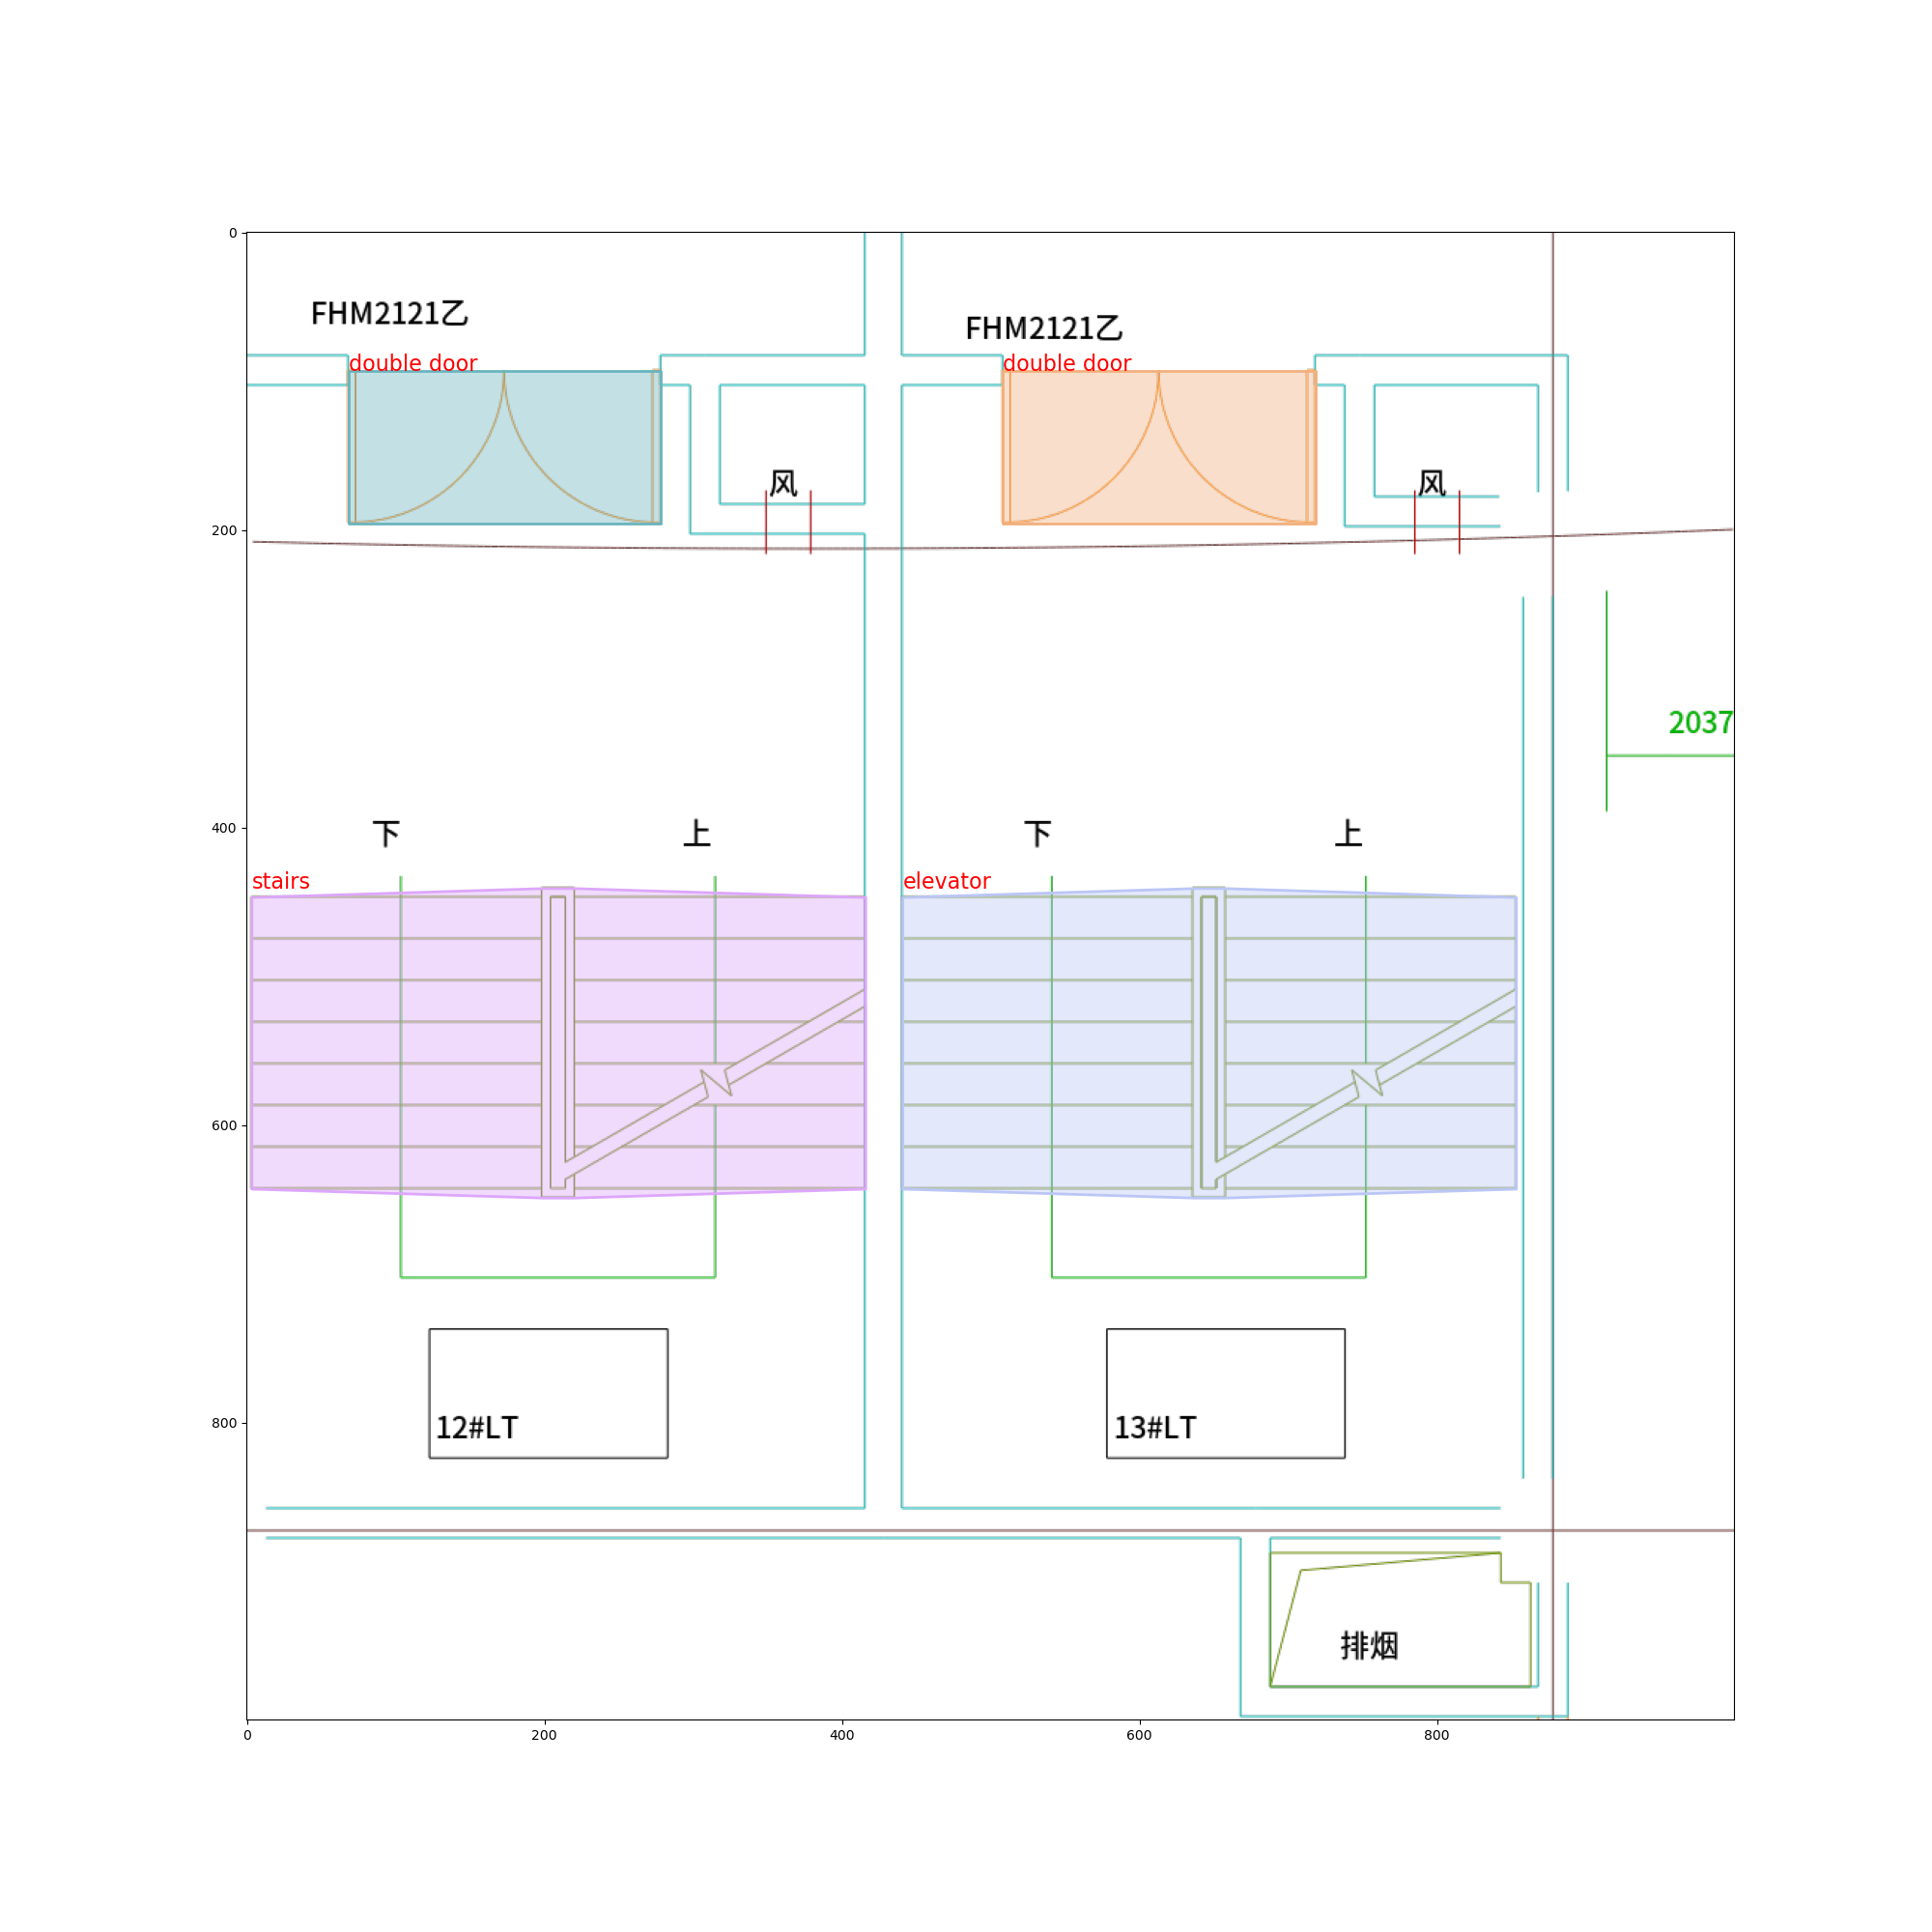 0
FHM2121乙
FHM2121乙
double door
double door
风
风
200
2037
下
上
下
上
400
stairs
elevator
600
12#LT
13#LT
800
排烟
0
200
400
600
800